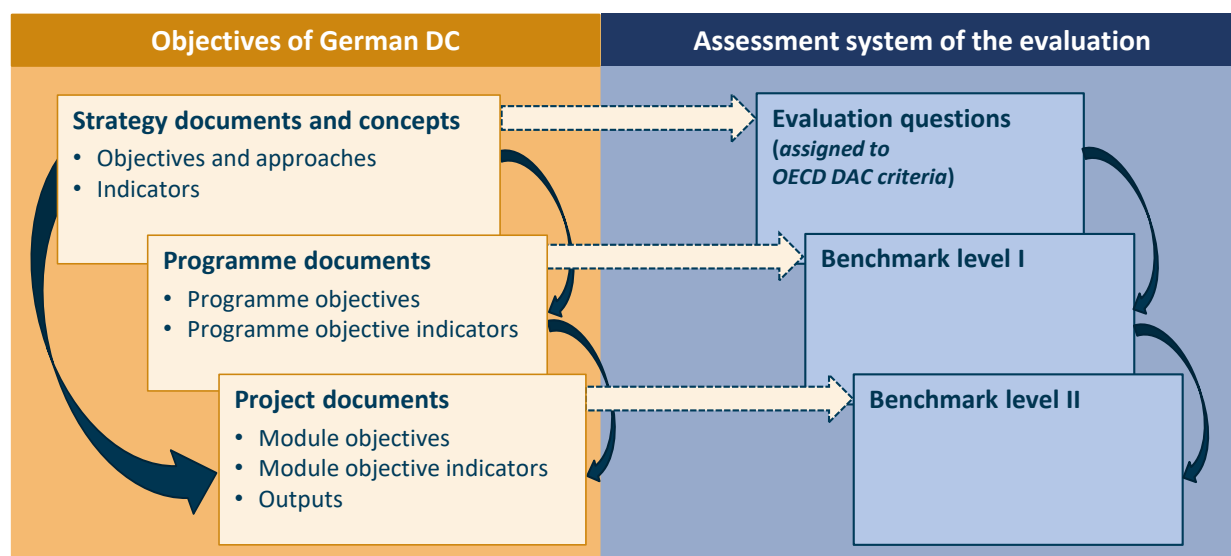 Objectives of German DC
Assessment system of the evaluation
Strategy documents and concepts
• Objectives and approaches
• Indicators
Evaluation questions
(assigned to
OECD DAC criteria)
Programme documents
• Programme objectives
• Programme objective indicators
Benchmark level I
Project documents
• Module objectives
• Module objective indicators
• Outputs
Benchmark level II